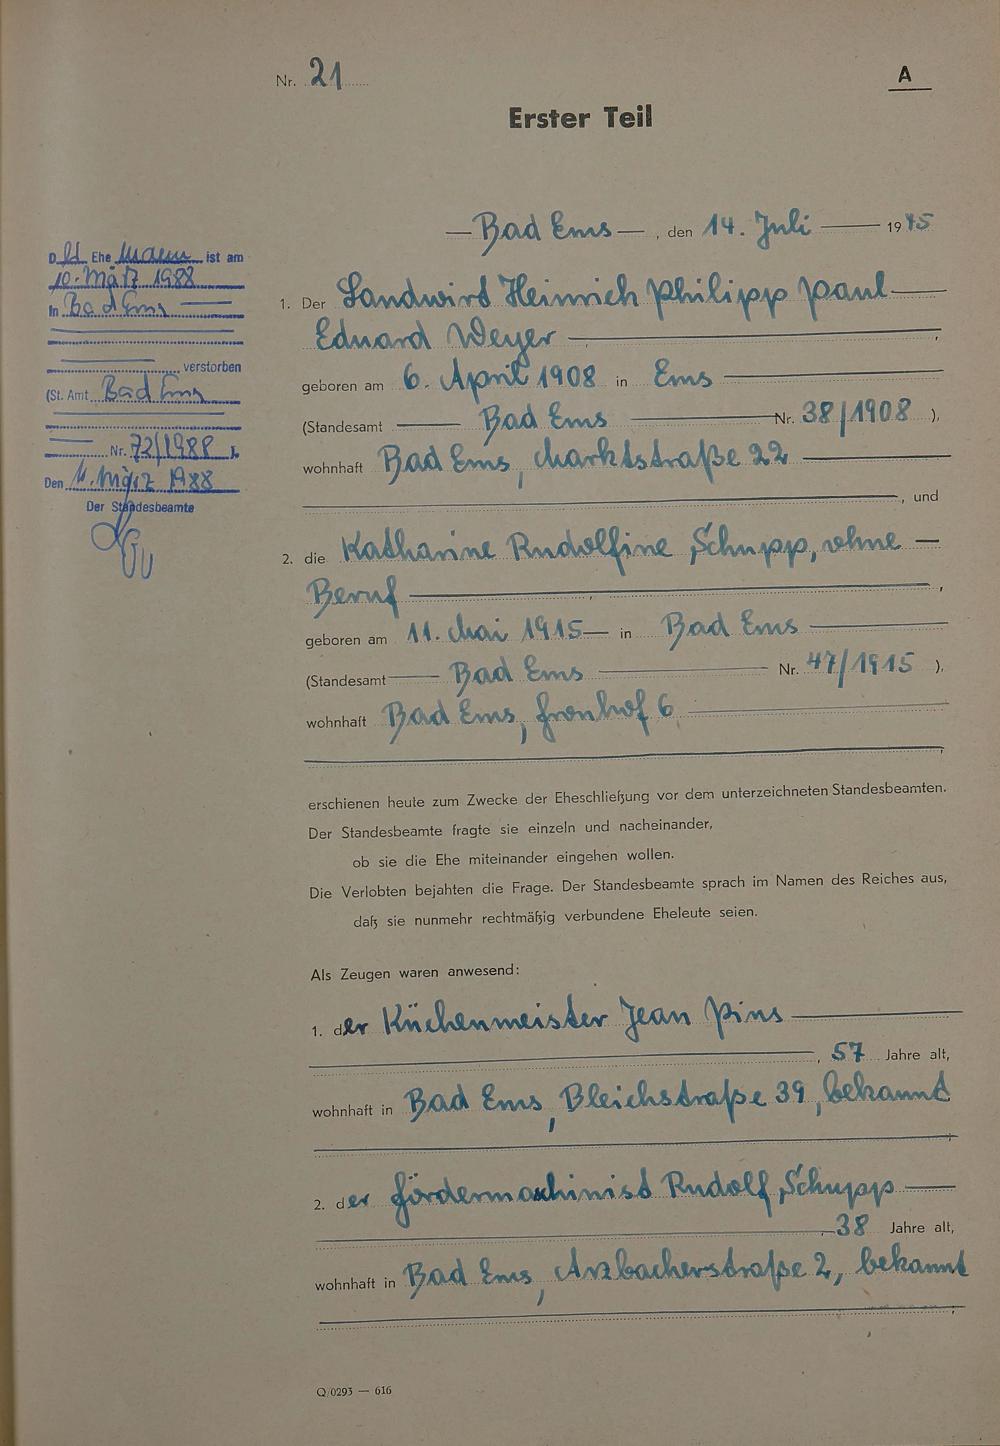 Nr. 21
A
Erster Teil
Bad Ems, den 14. Juli 1945
1. Der Landwirt Heinrich Philipp Paul
Eduard Weyer,
geboren am 6. April 1908 in Ems
(Standesamt Bad Ems Nr. 38/1908),
wohnhaft Bad Ems, Marktstraße 22
, und
2. die Katharine Rudolfine Schupp, ohne
Beruf,
geboren am 11. Mai 1915 in Bad Ems
(Standesamt Bad Ems Nr. 47/1915),
wohnhaft Bad Ems, Fronhof 6
erschienen heute zum Zwecke der Eheschließung vor dem unterzeichneten Standesbeamten.
Der Standesbeamte fragte sie einzeln und nacheinander,
ob sie die Ehe miteinander eingehen wollen.
Die Verlobten bejahten die Frage. Der Standesbeamte sprach im Namen des Reiches aus,
daß sie nunmehr rechtmäßig verbundene Eheleute seien.
Als Zeugen waren anwesend:
1. der Küchenmeister Jean Pins
, 57 Jahre alt,
wohnhaft in Bad Ems, Bleichstraße 39, bekannt
2. der Fördermaschinist Rudolf Schupp
, 38 Jahre alt,
wohnhaft in Bad Ems, Arzbacherstraße 2, bekannt
Q/0293 — 616
Der Ehemann ist am
10. März 1988
in Bad Ems
verstorben
(St. Amt Bad Ems
Nr. 72/1988).
Den 11. März 1988
Der Standesbeamte